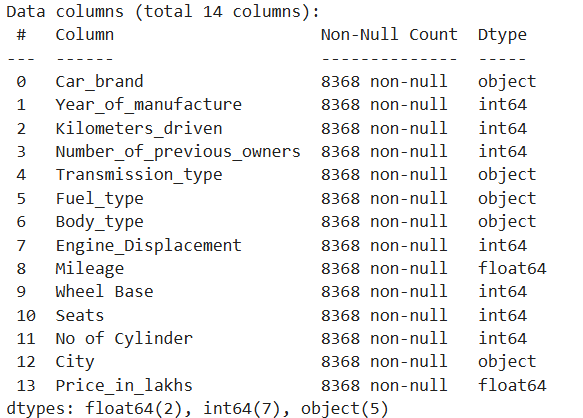 Data columns (total 14 columns):
 #   Column                     Non-Null Count  Dtype
---  ------                     --------------  -----
 0   Car_brand                  8368 non-null   object
 1   Year_of_manufacture        8368 non-null   int64
 2   Kilometers_driven          8368 non-null   int64
 3   Number_of_previous_owners  8368 non-null   int64
 4   Transmission_type          8368 non-null   object
 5   Fuel_type                  8368 non-null   object
 6   Body_type                  8368 non-null   object
 7   Engine_Displacement        8368 non-null   int64
 8   Mileage                    8368 non-null   float64
 9   Wheel Base                 8368 non-null   int64
 10  Seats                      8368 non-null   int64
 11  No of Cylinder             8368 non-null   int64
 12  City                       8368 non-null   object
 13  Price_in_lakhs             8368 non-null   float64
dtypes: float64(2), int64(7), object(5)